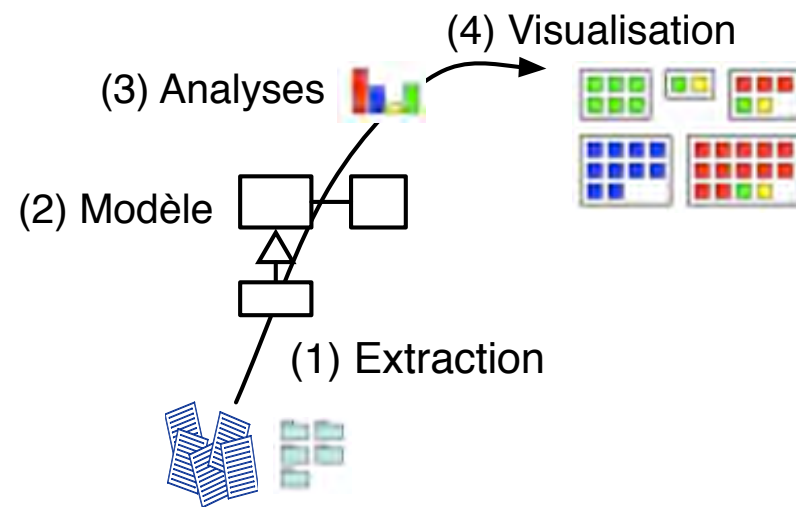 (4) Visualisation
(3) Analyses
(2) Modèle
(1) Extraction